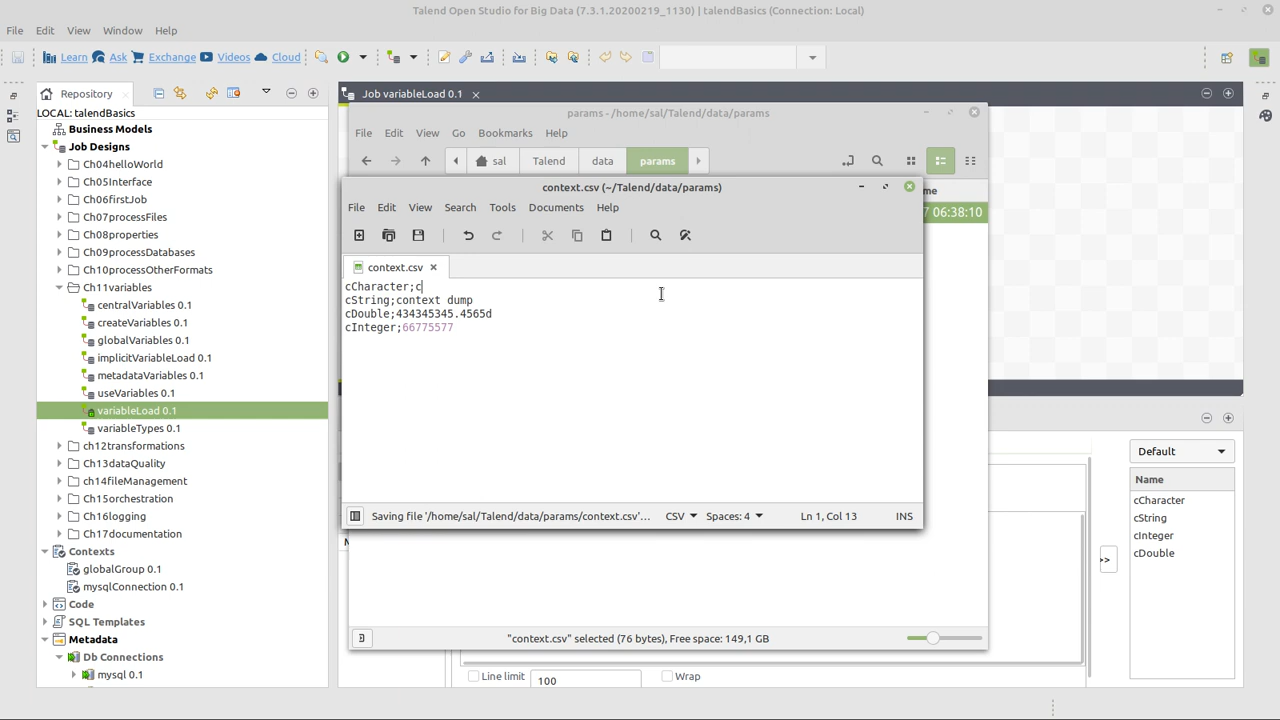 Talend Open Studio for Big Data (7.3.1.20200219_1130) | talendBasics (Connection: Local)
File Edit View Window Help
Learn Ask Exchange Videos Cloud
Repository
LOCAL: talendBasics
Business Models
Job Designs
Ch04helloWorld
Ch05Interface
Ch06firstJob
Ch07processFiles
Ch08properties
Ch09processDatabases
Ch10processOtherFormats
Ch11variables
centralVariables 0.1
createVariables 0.1
globalVariables 0.1
implicitVariableLoad 0.1
metadataVariables 0.1
useVariables 0.1
variableLoad 0.1
variableTypes 0.1
ch12transformations
Ch13dataQuality
ch14fileManagement
Ch15orchestration
Ch16logging
Ch17documentation
Contexts
globalGroup 0.1
mysqlConnection 0.1
Code
SQL Templates
Metadata
Db Connections
mysql 0.1
Job variableLoad 0.1
params - /home/sal/Talend/data/params
File Edit View Go Bookmarks Help
sal Talend data params
me
7 06:38:10
context.csv (~/Talend/data/params)
File Edit View Search Tools Documents Help
context.csv
cCharacter;c
cString;context dump
cDouble;434345345.4565d
cInteger;66775577
Saving file '/home/sal/Talend/data/params/context.csv'... CSV Spaces: 4 Ln 1, Col 13 INS
"context.csv" selected (76 bytes), Free space: 149,1 GB
Line limit 100 Wrap
Default
Name
cCharacter
cString
cInteger
cDouble
>>